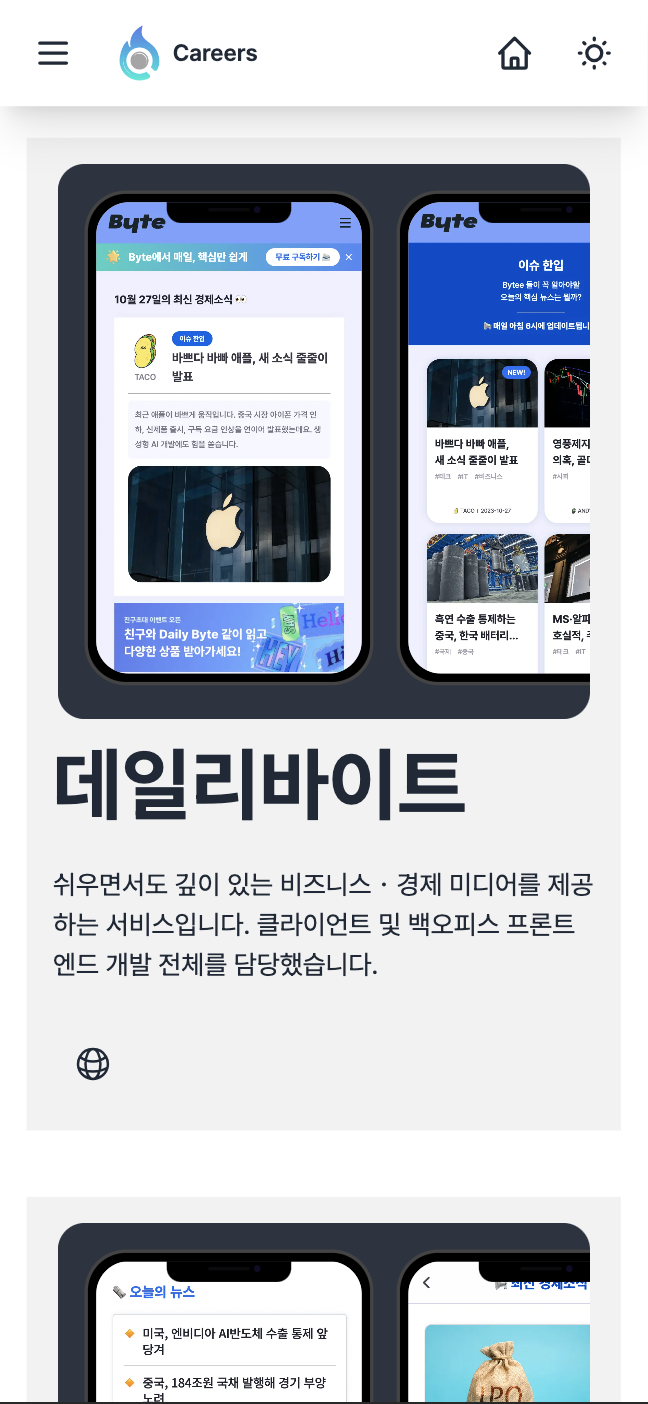 Careers
Byte
Byte에서 매일, 핵심만 쉽게
무료 구독하기
10월 27일의 최신 경제소식
이슈 한입
바쁘다 바빠 애플, 새 소식 줄줄이
발표
TACO
최근 애플이 바쁘게 움직입니다. 중국 시장 아이폰 가격 인
하, 신제품 출시, 구독 요금 인상을 연이어 발표했는데요. 생
성형 AI 개발에도 힘을 쏟습니다.
친구초대 이벤트 오픈
친구와 Daily Byte 같이 읽고
다양한 상품 받아가세요!
Hello
HEY
Hi
Byte
이슈 한입
Bytee 들이 꼭 알아야할
오늘의 핵심 뉴스는 뭘까?
매일 아침 6시에 업데이트됩니
NEW!
바쁘다 바빠 애플,
새 소식 줄줄이 발표
#테크 #IT #비즈니스
TACO | 2023-10-27
영풍제지
의혹, 골
#사회
AND
흑연 수출 통제하는
중국, 한국 배터리...
#국제 #중국
MS·알파
호실적, 
#테크 #IT
데일리바이트
쉬우면서도 깊이 있는 비즈니스・경제 미디어를 제공
하는 서비스입니다. 클라이언트 및 백오피스 프론트
엔드 개발 전체를 담당했습니다.
오늘의 뉴스
미국, 엔비디아 AI반도체 수출 통제 앞
당겨
중국, 184조원 국채 발행해 경기 부양
노력
최신 경제소식
IPO